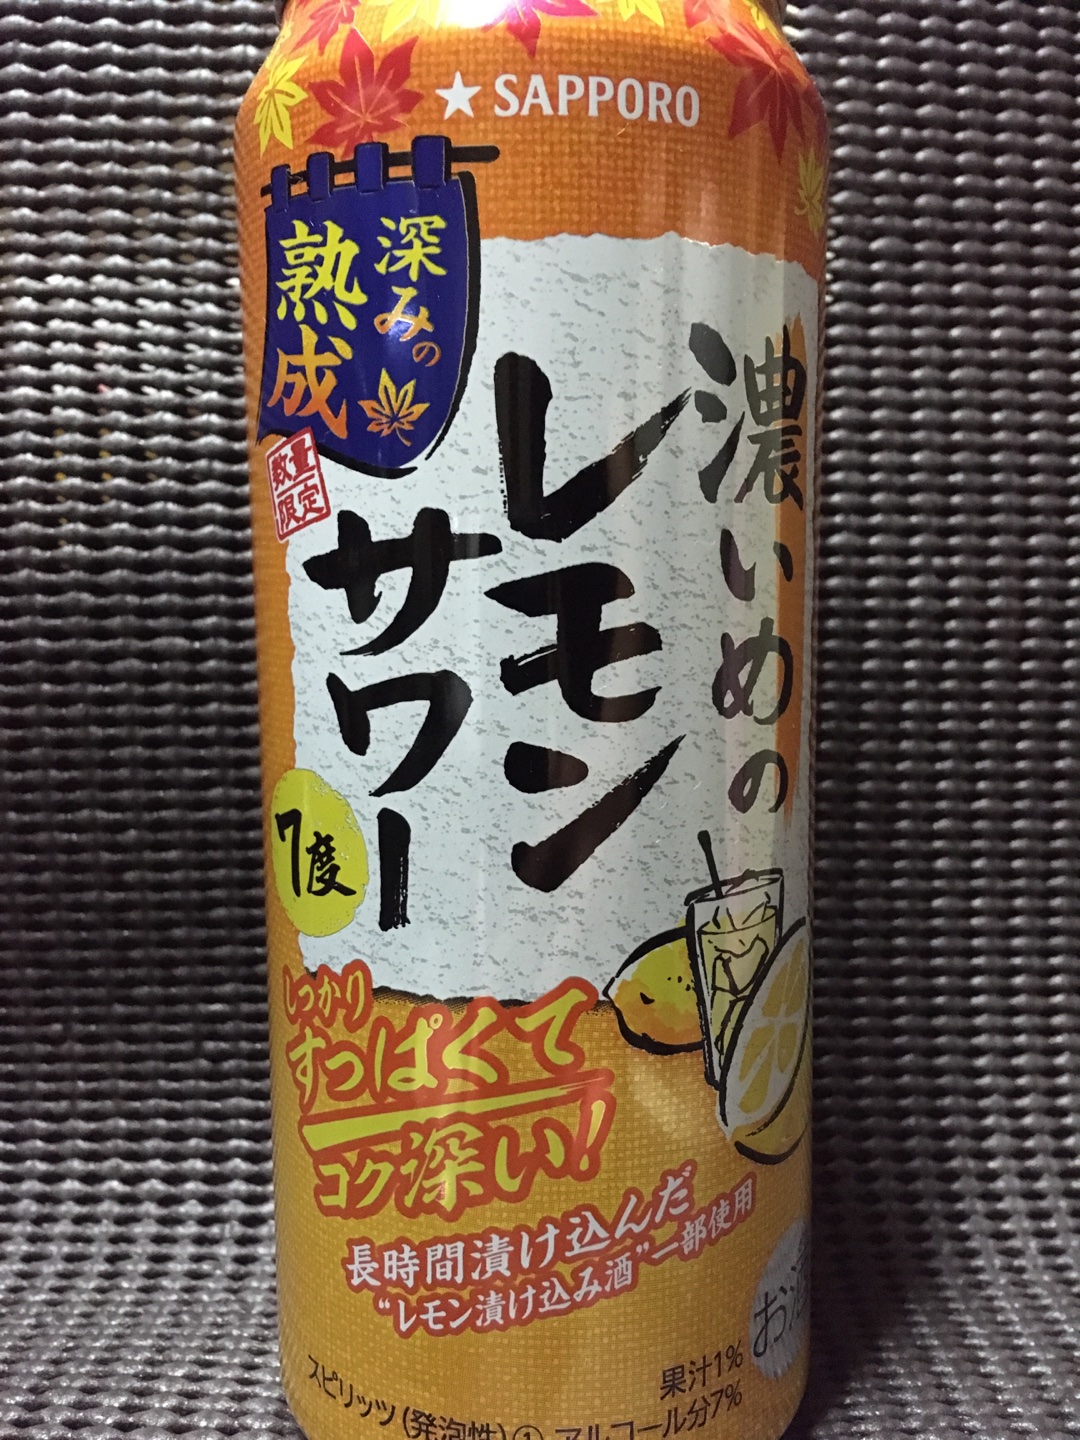 ★SAPPORO
深みの
熟成
数量
限定
濃いめの
レモン
サワー
7度
しっかり
すっぱくて
コク深い!
長時間漬け込んだ
“レモン漬け込み酒”一部使用
お酒
果汁1%
スピリッツ(発泡性)① アルコール分7%